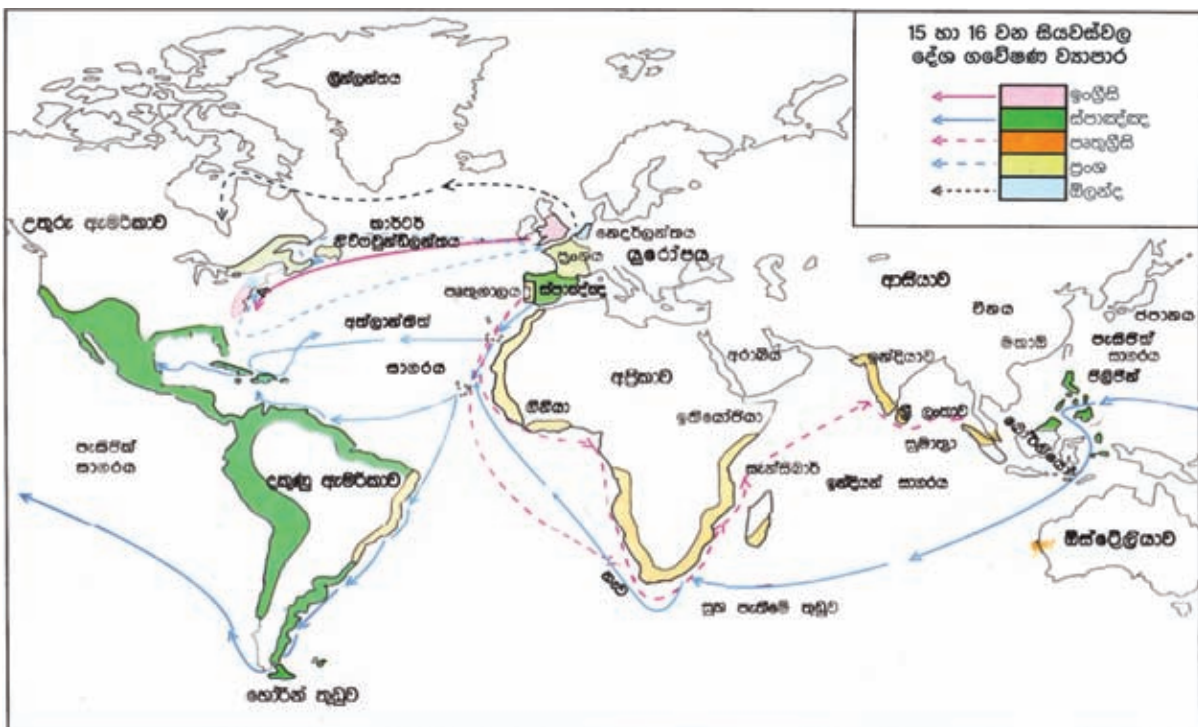 15 හා 16 වන සියවස්වල
දේශ ගවේෂණ ව්‍යාපාර
ඉංග්‍රීසි
ස්පාඤ්ඤ
පෘතුග්‍රීසි
ප්‍රංශ
ඕලන්ද
ග්‍රීන්ලන්තය
උතුරු ඇමරිකාව
කාර්ටර්
නිව්ෆවුන්ඩ්ලන්තය
නෙදර්ලන්තය
ප්‍රංශය
යුරෝපය
ආසියාව
පෘතුගාලය
ස්පාඤ්ඤ
චීනය
ජපානය
අත්ලාන්තික්
සාගරය
මකාඕ
පැසිෆික්
සාගරය
අරාබිය
ඉන්දියාව
පිලිපීන්
අප්‍රිකාව
ගිනියා
ඉතියෝපියා
ශ්‍රී ලංකාව
සුමාත්‍රා
පැසිෆික්
සාගරය
දකුණු ඇමරිකාව
සැන්සිබාර්
ඉන්දියන් සාගරය
ඕස්ට්‍රේලියාව
සුභ පැතීමේ තුඩුව
හෝර්න් තුඩුව